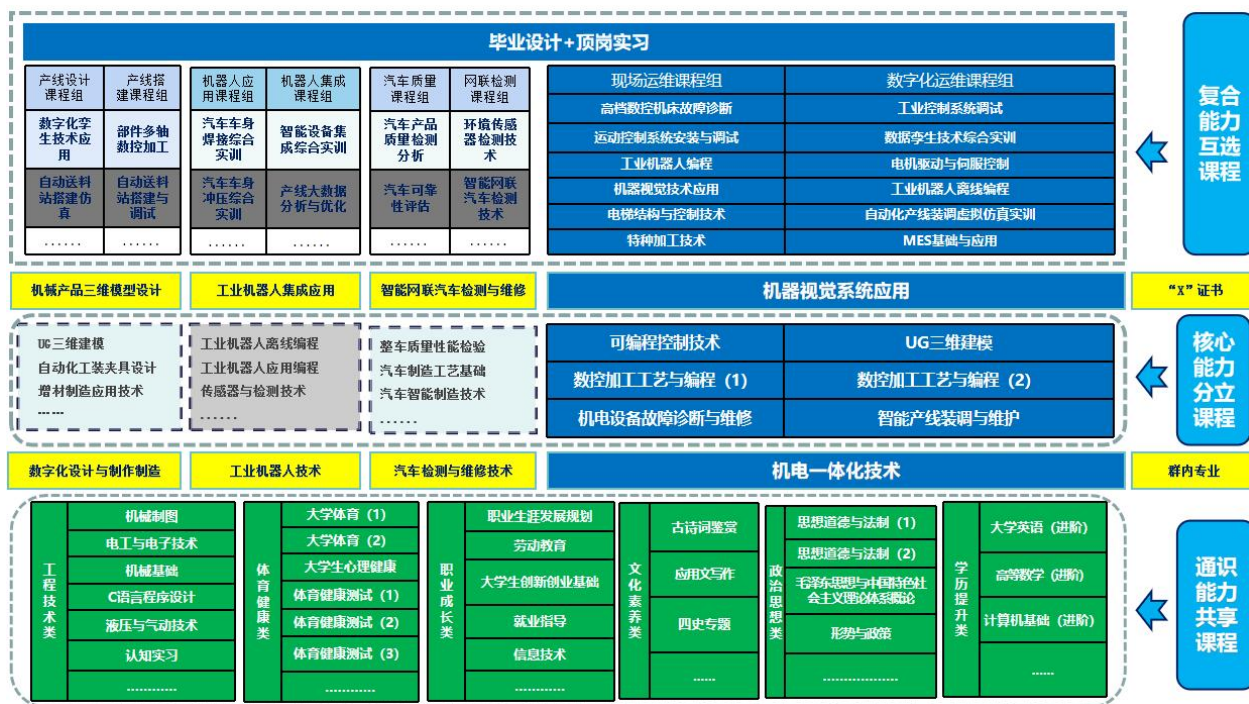 毕业设计+顶岗实习
产线设计
课程组
产线搭
建课程组
机器人应
用课程组
机器人集成
课程组
汽车质量
课程组
网联检测
课程组
现场运维课程组
数字化运维课程组
数字化孪
生技术应
用
部件多轴
数控加工
汽车车身
焊接综合
实训
智能设备集
成综合实训
汽车产品
质量检测
分析
环境传感
器检测技
术
自动送料
站搭建仿
真
自动送料
站搭建与
调试
汽车车身
冲压综合
实训
产线大数据
分析与优化
汽车可靠
性评估
智能网联
汽车检测
技术
......
......
......
......
......
......
高档数控机床故障诊断
工业控制系统调试
运动控制系统安装与调试
数据孪生技术综合实训
工业机器人编程
电机驱动与伺服控制
机器视觉技术应用
工业机器人离线编程
电梯结构与控制技术
自动化产线装调虚拟仿真实训
特种加工技术
MES基础与应用
复合
能力
互选
课程
机械产品三维模型设计
工业机器人集成应用
智能网联汽车检测与维修
机器视觉系统应用
“X”证书
UG三维建模
自动化工装夹具设计
增材制造应用技术
......
工业机器人离线编程
工业机器人应用编程
传感器与检测技术
......
整车质量性能检验
汽车制造工艺基础
汽车智能制造技术
......
可编程控制技术
UG三维建模
数控加工工艺与编程（1）
数控加工工艺与编程（2）
机电设备故障诊断与维修
智能产线装调与维护
核心
能力
分立
课程
数字化设计与制作制造
工业机器人技术
汽车检测与维修技术
机电一体化技术
群内专业
工程技术类
机械制图
电工与电子技术
机械基础
C语言程序设计
液压与气动技术
认知实习
............
体育健康类
大学体育（1）
大学体育（2）
大学生心理健康
体育健康测试（1）
体育健康测试（2）
体育健康测试（3）
............
职业成长类
职业生涯发展规划
劳动教育
大学生创新创业基础
就业指导
信息技术
............
文化素养类
古诗词鉴赏
应用文写作
四史专题
......
政治思想类
思想道德与法制（1）
思想道德与法制（2）
毛泽东思想与中国特色社
会主义理论体系概论
形势与政策
..................
学历提升类
大学英语（进阶）
高等数学（进阶）
计算机基础（进阶）
......
通识
能力
共享
课程